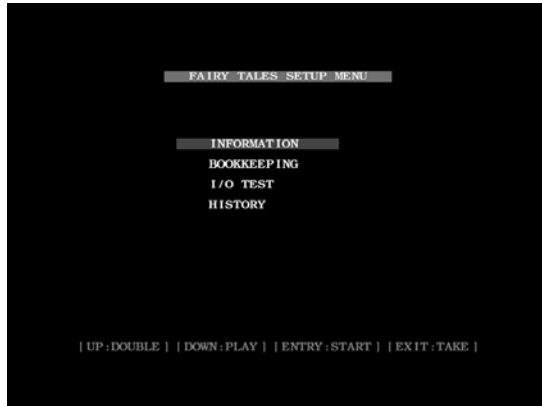 FAIRY TALES SETUP MENU
INFORMATION
BOOKKEEPING
I/O TEST
HISTORY
[ UP:DOUBLE ] [ DOWN:PLAY ] [ ENTRY:START ] [ EXIT:TAKE ]